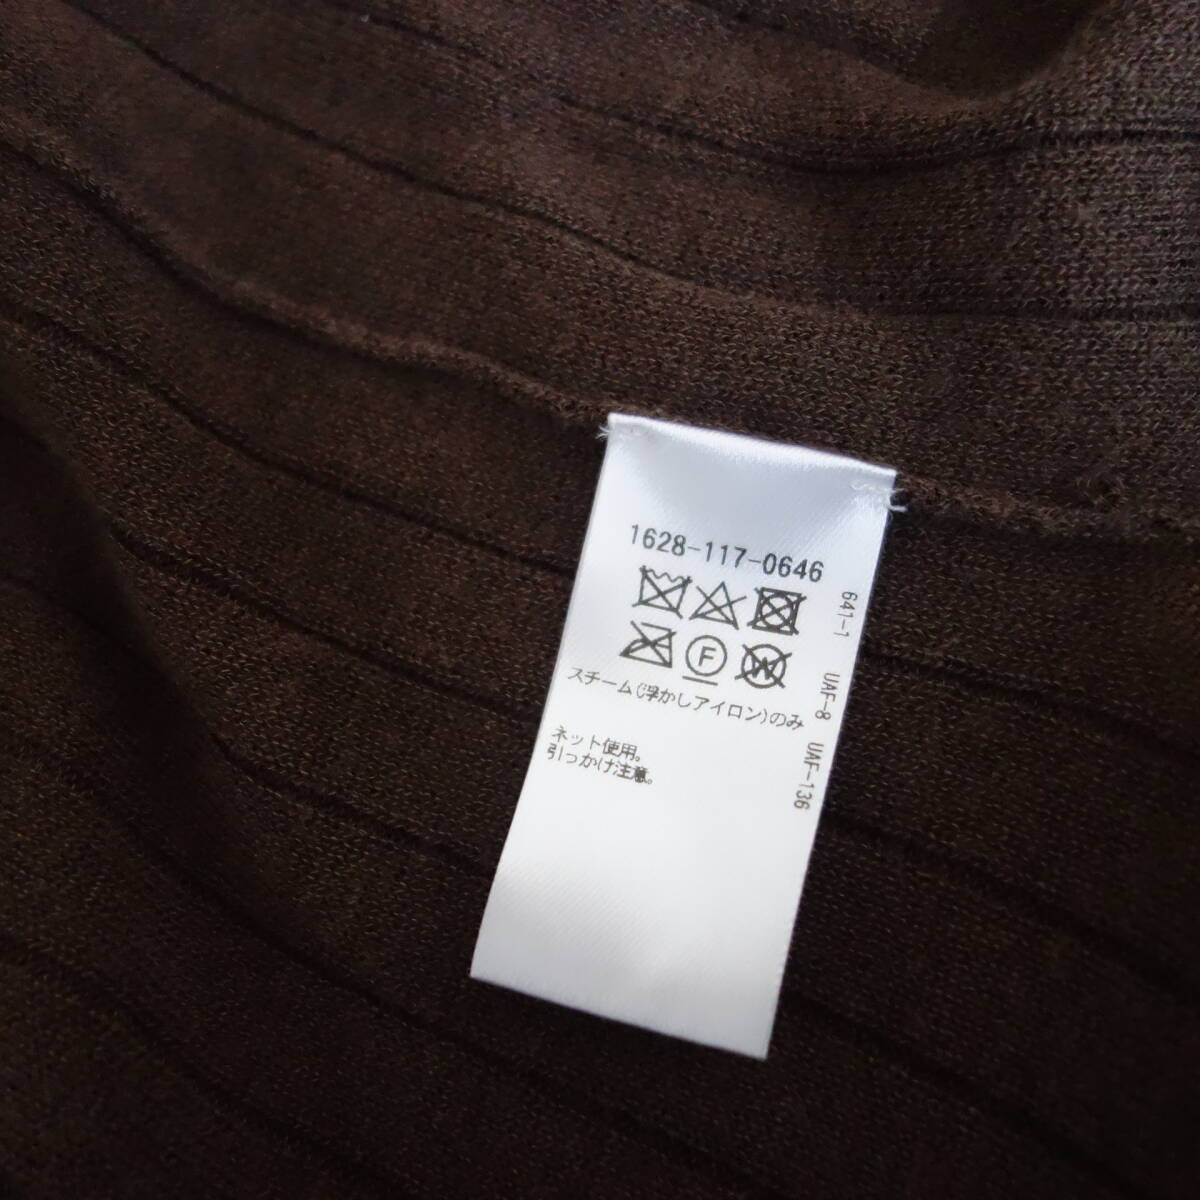 1628-117-0646
F
W
スチーム(浮かしアイロン)のみ
ネット使用。
引っかけ注意。
641-1 UAF-8 UAF-136